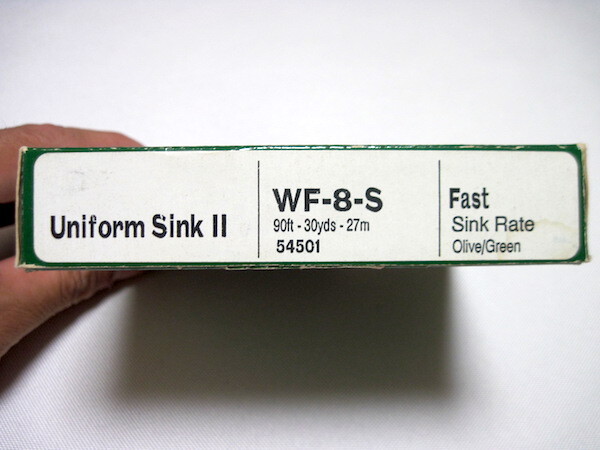 Uniform Sink II
WF-8-S
90ft - 30yds - 27m
54501
Fast
Sink Rate
Olive/Green